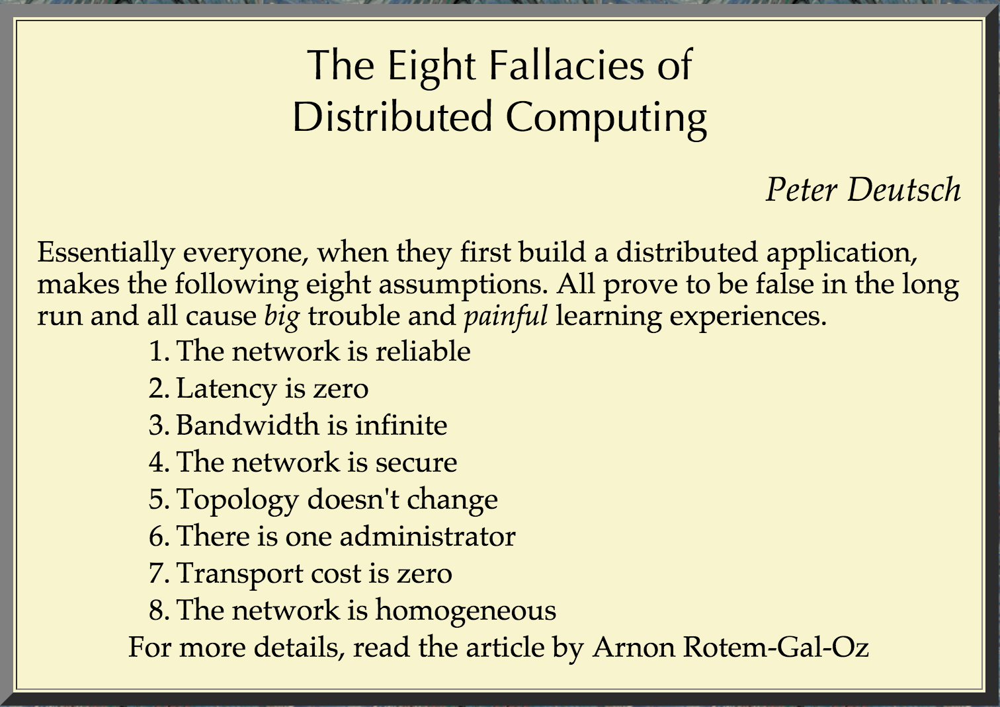 The Eight Fallacies of
Distributed Computing
Peter Deutsch
Essentially everyone, when they first build a distributed application,
makes the following eight assumptions. All prove to be false in the long
run and all cause big trouble and painful learning experiences.
1. The network is reliable
2. Latency is zero
3. Bandwidth is infinite
4. The network is secure
5. Topology doesn't change
6. There is one administrator
7. Transport cost is zero
8. The network is homogeneous
For more details, read the article by Arnon Rotem-Gal-Oz